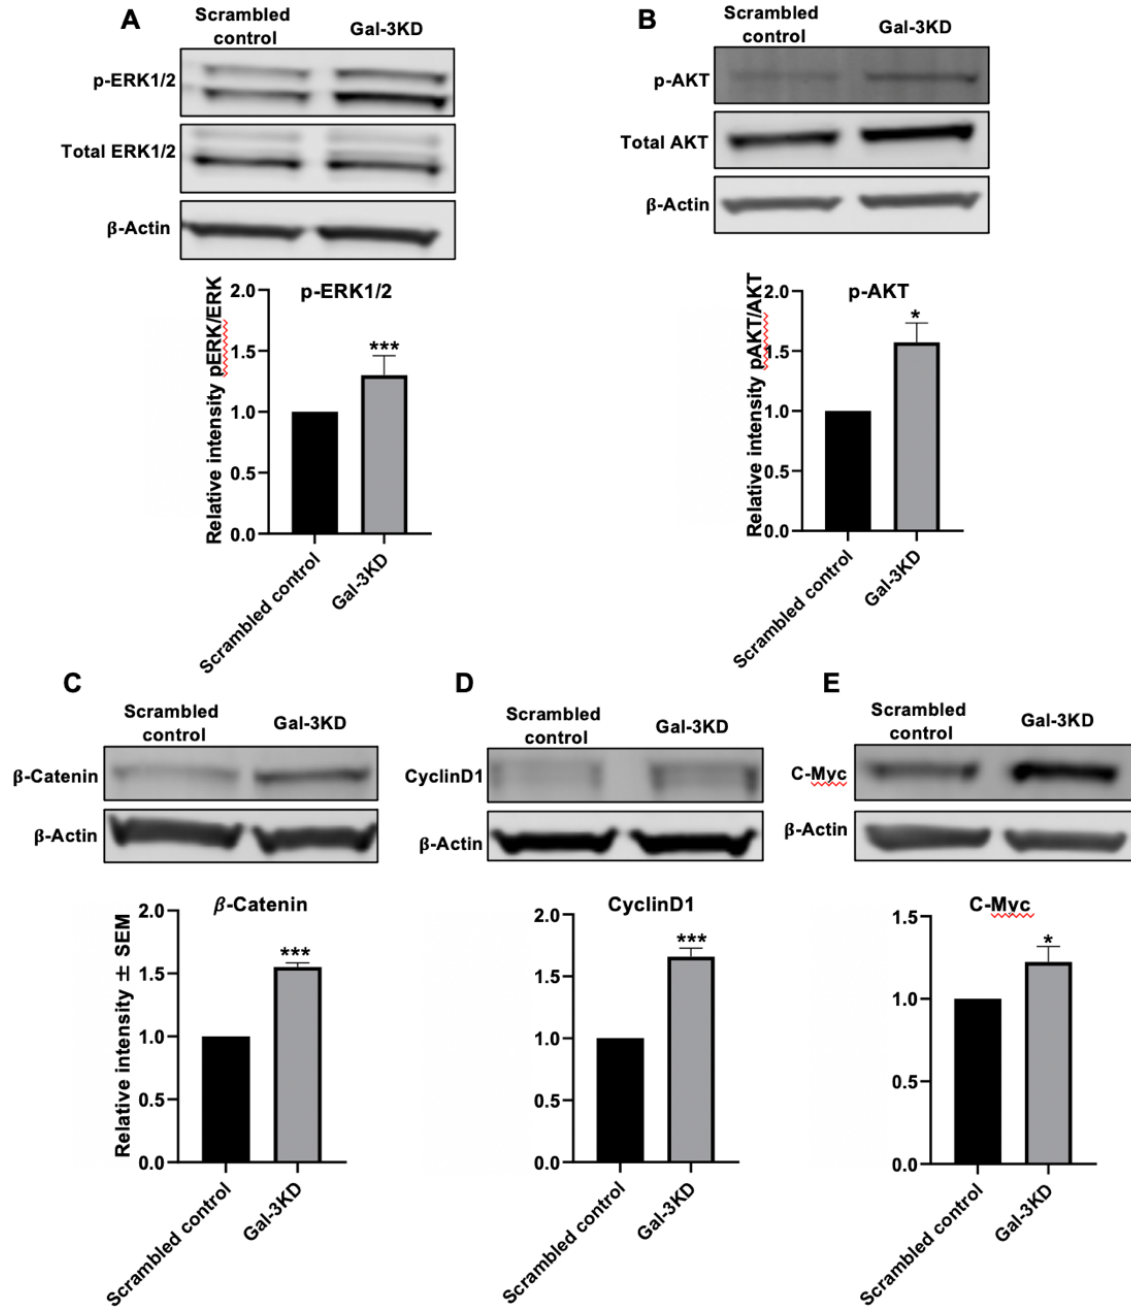 A
Scrambled
control
Gal-3KD
p-ERK1/2
Total ERK1/2
β-Actin
p-ERK1/2
Relative intensity pERK/ERK
2.0
***
1.5
1.0
0.5
0.0
Scrambled control
Gal-3KD
B
Scrambled
control
Gal-3KD
p-AKT
Total AKT
β-Actin
p-AKT
Relative intensity pAKT/AKT
2.0
*
1.5
1.0
0.5
0.0
Scrambled control
Gal-3KD
C
Scrambled
control
Gal-3KD
β-Catenin
β-Actin
β-Catenin
Relative intensity ± SEM
2.0
***
1.5
1.0
0.5
0.0
Scrambled control
Gal-3KD
D
Scrambled
control
Gal-3KD
CyclinD1
β-Actin
CyclinD1
2.0
***
1.5
1.0
0.5
0.0
Scrambled control
Gal-3KD
E
Scrambled
control
Gal-3KD
C-Myc
β-Actin
C-Myc
1.5
*
1.0
0.5
0.0
Scrambled control
Gal-3KD